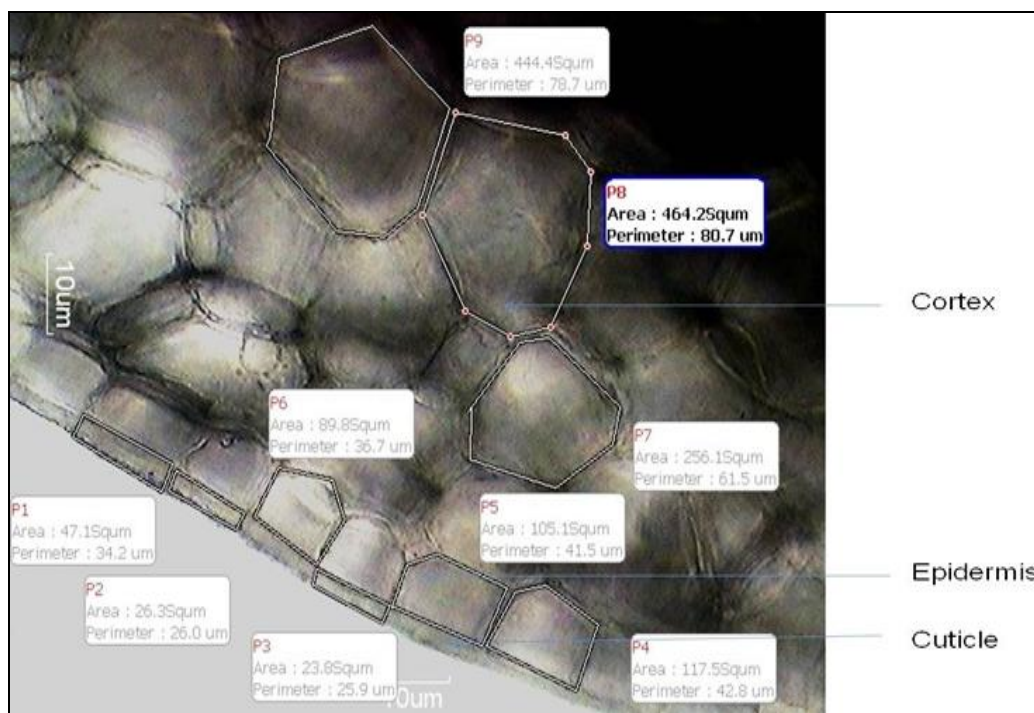 P9
Area : 444.4Squm
Perimeter : 78.7 um
P8
Area : 464.2Squm
Perimeter : 80.7 um
10um
Cortex
P6
Area : 89.8Squm
Perimeter : 36.7 um
P7
Area : 256.1Squm
Perimeter : 61.5 um
P1
Area : 47.1Squm
Perimeter : 34.2 um
P5
Area : 105.1Squm
Perimeter : 41.5 um
Epidermis
P2
Area : 26.3Squm
Perimeter : 26.0 um
Cuticle
P3
Area : 23.8Squm
Perimeter : 25.9 um
P4
Area : 117.5Squm
Perimeter : 42.8 um